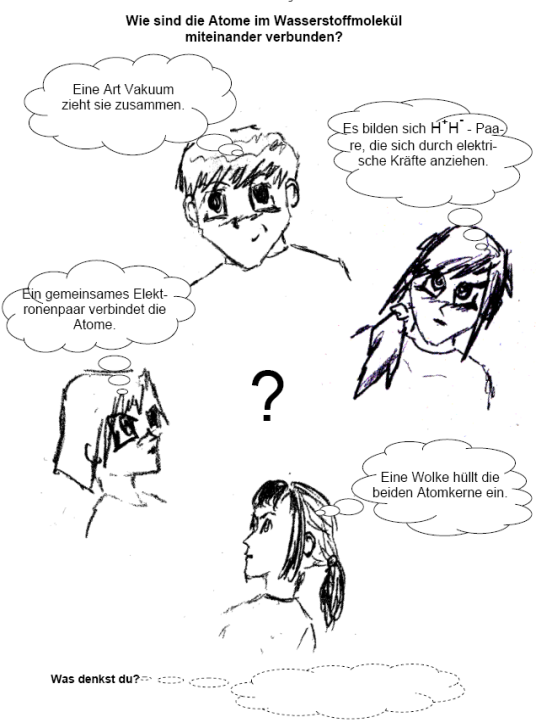 Wie sind die Atome im Wasserstoffmolekül
miteinander verbunden?
Eine Art Vakuum
zieht sie zusammen.
Es bilden sich H⁺H⁻ - Paa-
re, die sich durch elektri-
sche Kräfte anziehen.
Ein gemeinsames Elekt-
ronenpaar verbindet die
Atome.
?
Eine Wolke hüllt die
beiden Atomkerne ein.
Was denkst du?